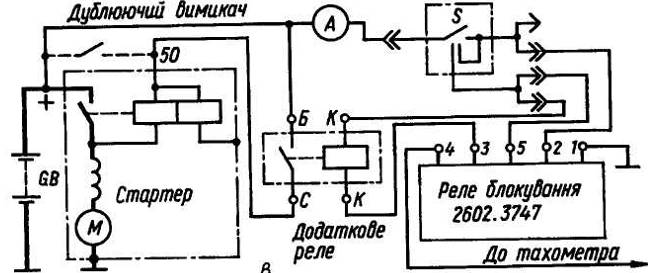 Дублюючий вимикач
А
S
50
+
Б
К
4
3
5
2
1
GB
Стартер
М
С
К
Додаткове
реле
Реле блокування
2602.3747
До тахометра
в